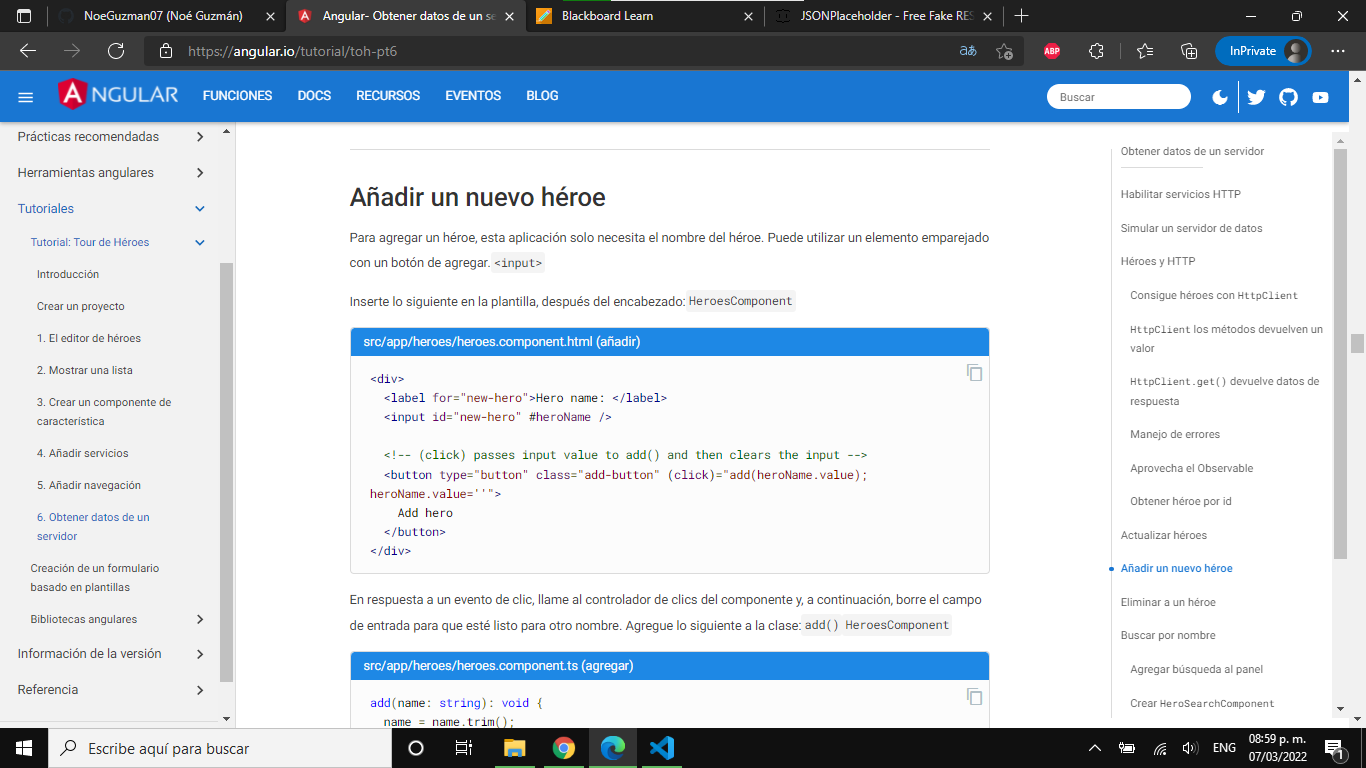 NoeGuzman07 (Noé Guzmán)
Angular- Obtener datos de un se
Blackboard Learn
JSONPlaceholder - Free Fake RES
https://angular.io/tutorial/toh-pt6
ABP
InPrivate
ANGULAR
FUNCIONES
DOCS
RECURSOS
EVENTOS
BLOG
Buscar
Prácticas recomendadas
Herramientas angulares
Tutoriales
Tutorial: Tour de Héroes
Introducción
Crear un proyecto
1. El editor de héroes
2. Mostrar una lista
3. Crear un componente de
característica
4. Añadir servicios
5. Añadir navegación
6. Obtener datos de un
servidor
Creación de un formulario
basado en plantillas
Bibliotecas angulares
Información de la versión
Referencia
Añadir un nuevo héroe
Para agregar un héroe, esta aplicación solo necesita el nombre del héroe. Puede utilizar un elemento emparejado
con un botón de agregar. <input>
Inserte lo siguiente en la plantilla, después del encabezado: HeroesComponent
src/app/heroes/heroes.component.html (añadir)
<div>
<label for="new-hero">Hero name: </label>
<input id="new-hero" #heroName />
<!-- (click) passes input value to add() and then clears the input -->
<button type="button" class="add-button" (click)="add(heroName.value);
heroName.value=''">
Add hero
</button>
</div>
En respuesta a un evento de clic, llame al controlador de clics del componente y, a continuación, borre el campo
de entrada para que esté listo para otro nombre. Agregue lo siguiente a la clase: add() HeroesComponent
src/app/heroes/heroes.component.ts (agregar)
add(name: string): void {
name = name.trim();
Obtener datos de un servidor
Habilitar servicios HTTP
Simular un servidor de datos
Héroes y HTTP
Consigue héroes con HttpClient
HttpClient los métodos devuelven un
valor
HttpClient.get() devuelve datos de
respuesta
Manejo de errores
Aprovecha el Observable
Obtener héroe por id
Actualizar héroes
Añadir un nuevo héroe
Eliminar a un héroe
Buscar por nombre
Agregar búsqueda al panel
Crear HeroSearchComponent
Escribe aquí para buscar
ENG
08:59 p. m.
07/03/2022
1